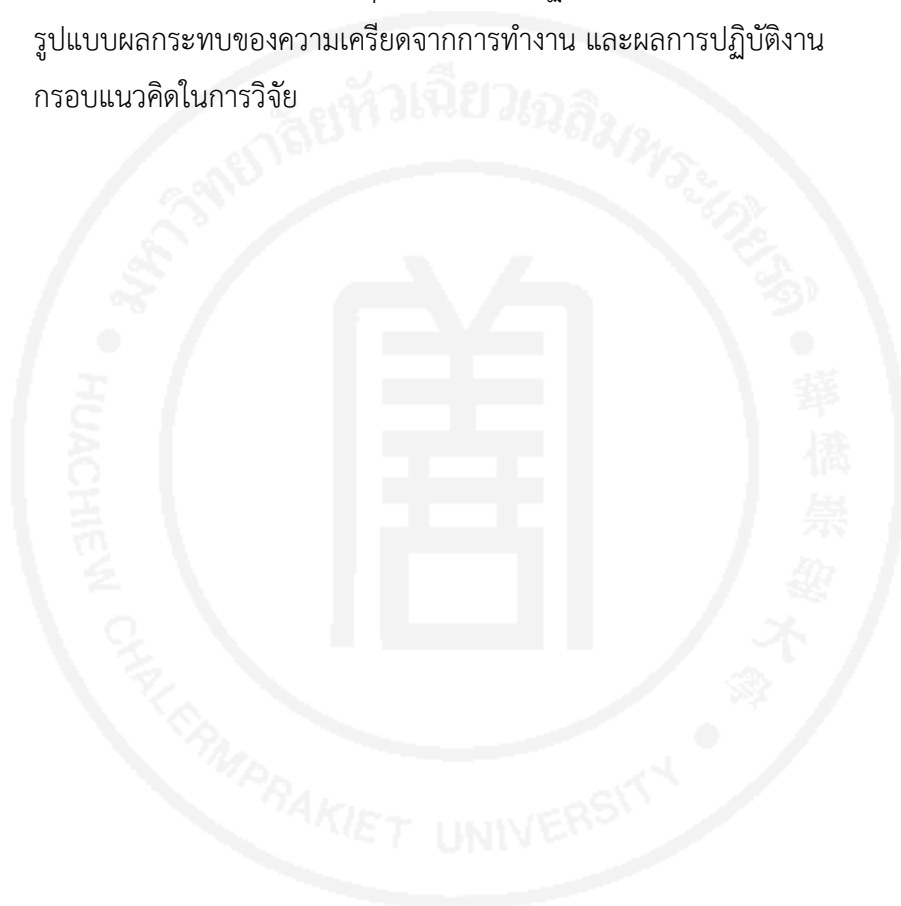 รูปแบบผลกระทบของความเครียดจากการทำงาน และผลการปฏิบัติงาน
กรอบแนวคิดในการวิจัย
มหาวิทยาลัยหัวเฉียวเฉลิมพระเกียรติ
華僑崇聖大學
HUACHIEW CHALERMPRAKIET UNIVERSITY